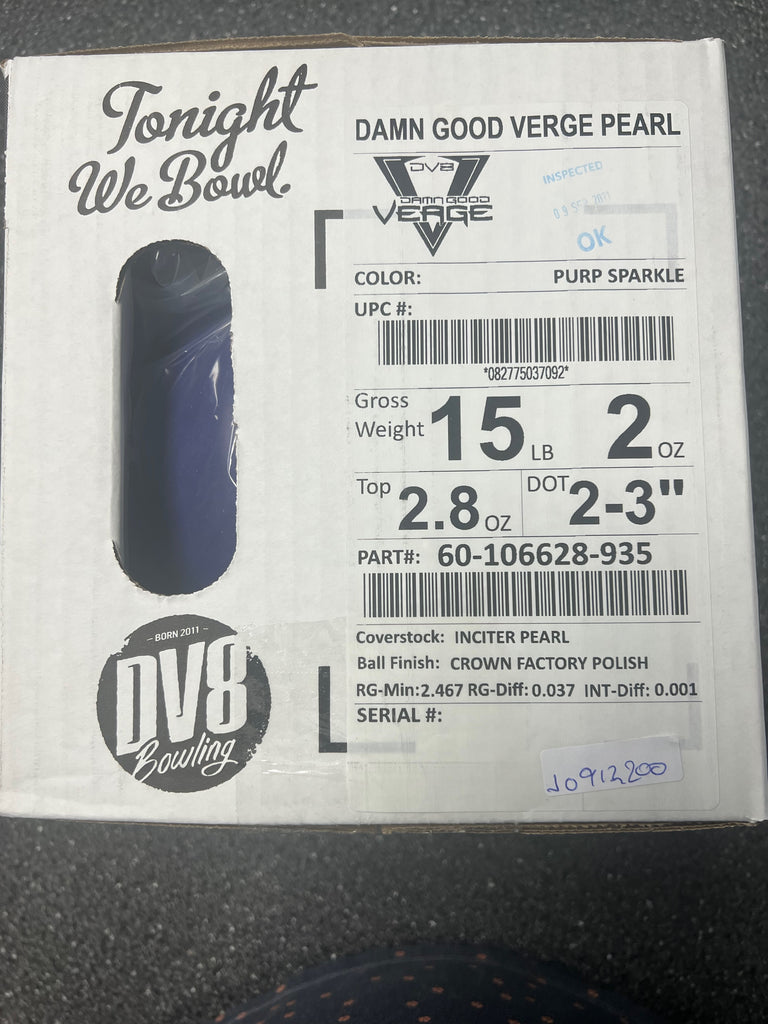 Tonight
We Bowl.
DAMN GOOD VERGE PEARL
DV8
DAMN GOOD
VERGE
INSPECTED
OK
COLOR: PURP SPARKLE
UPC #:
*082775037092*
Gross Weight 15 LB 2 OZ
Top 2.8 OZ DOT 2-3"
PART#: 60-106628-935
Coverstock: INCITER PEARL
Ball Finish: CROWN FACTORY POLISH
RG-Min:2.467 RG-Diff: 0.037 INT-Diff: 0.001
SERIAL #:
J0912200
– BORN 2011 –
DV8
Bowling